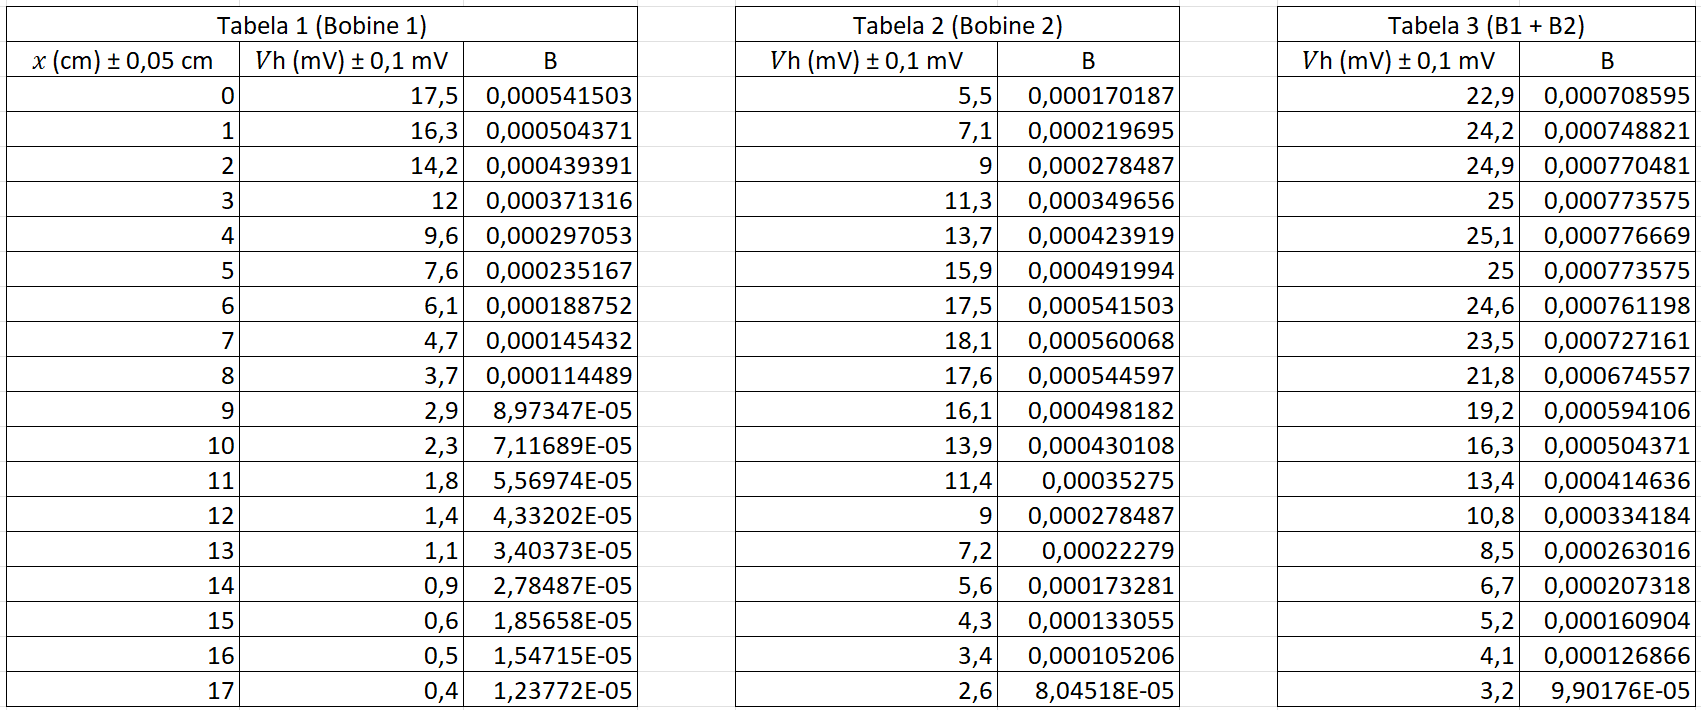 Tabela 1 (Bobine 1) Tabela 2 (Bobine 2) Tabela 3 (B1 + B2)
x (cm) ± 0,05 cm Vh (mV) ± 0,1 mV B Vh (mV) ± 0,1 mV B Vh (mV) ± 0,1 mV B
0 17,5 0,000541503 5,5 0,000170187 22,9 0,000708595
1 16,3 0,000504371 7,1 0,000219695 24,2 0,000748821
2 14,2 0,000439391 9 0,000278487 24,9 0,000770481
3 12 0,000371316 11,3 0,000349656 25 0,000773575
4 9,6 0,000297053 13,7 0,000423919 25,1 0,000776669
5 7,6 0,000235167 15,9 0,000491994 25 0,000773575
6 6,1 0,000188752 17,5 0,000541503 24,6 0,000761198
7 4,7 0,000145432 18,1 0,000560068 23,5 0,000727161
8 3,7 0,000114489 17,6 0,000544597 21,8 0,000674557
9 2,9 8,97347E-05 16,1 0,000498182 19,2 0,000594106
10 2,3 7,11689E-05 13,9 0,000430108 16,3 0,000504371
11 1,8 5,56974E-05 11,4 0,00035275 13,4 0,000414636
12 1,4 4,33202E-05 9 0,000278487 10,8 0,000334184
13 1,1 3,40373E-05 7,2 0,00022279 8,5 0,000263016
14 0,9 2,78487E-05 5,6 0,000173281 6,7 0,000207318
15 0,6 1,85658E-05 4,3 0,000133055 5,2 0,000160904
16 0,5 1,54715E-05 3,4 0,000105206 4,1 0,000126866
17 0,4 1,23772E-05 2,6 8,04518E-05 3,2 9,90176E-05